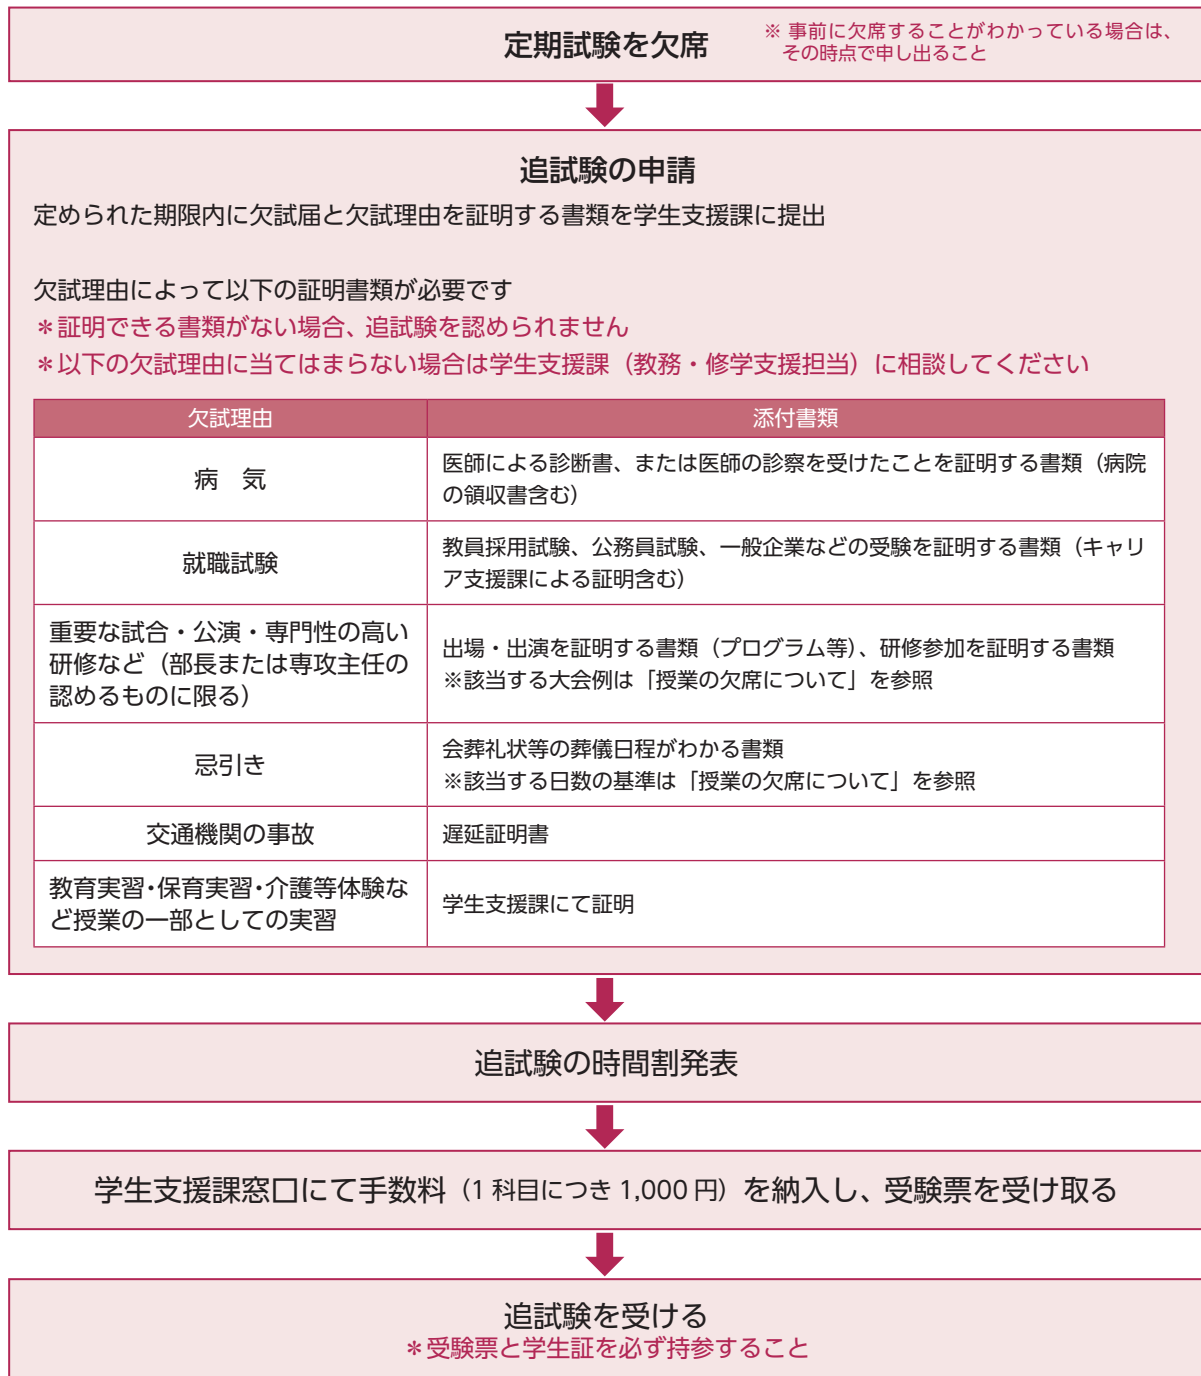 定期試験を欠席
※ 事前に欠席することがわかっている場合は、
その時点で申し出ること
追試験の申請
定められた期限内に欠試届と欠試理由を証明する書類を学生支援課に提出
欠試理由によって以下の証明書類が必要です
＊証明できる書類がない場合、追試験を認められません
＊以下の欠試理由に当てはまらない場合は学生支援課（教務・修学支援担当）に相談してください
欠試理由
添付書類
病　気
医師による診断書、または医師の診察を受けたことを証明する書類（病院
の領収書含む）
就職試験
教員採用試験、公務員試験、一般企業などの受験を証明する書類（キャリ
ア支援課による証明含む）
重要な試合・公演・専門性の高い
研修など（部長または専攻主任の
認めるものに限る）
出場・出演を証明する書類（プログラム等）、研修参加を証明する書類
※該当する大会例は「授業の欠席について」を参照
忌引き
会葬礼状等の葬儀日程がわかる書類
※該当する日数の基準は「授業の欠席について」を参照
交通機関の事故
遅延証明書
教育実習・保育実習・介護等体験な
ど授業の一部としての実習
学生支援課にて証明
追試験の時間割発表
学生支援課窓口にて手数料（1 科目につき 1,000 円）を納入し、受験票を受け取る
追試験を受ける
＊受験票と学生証を必ず持参すること